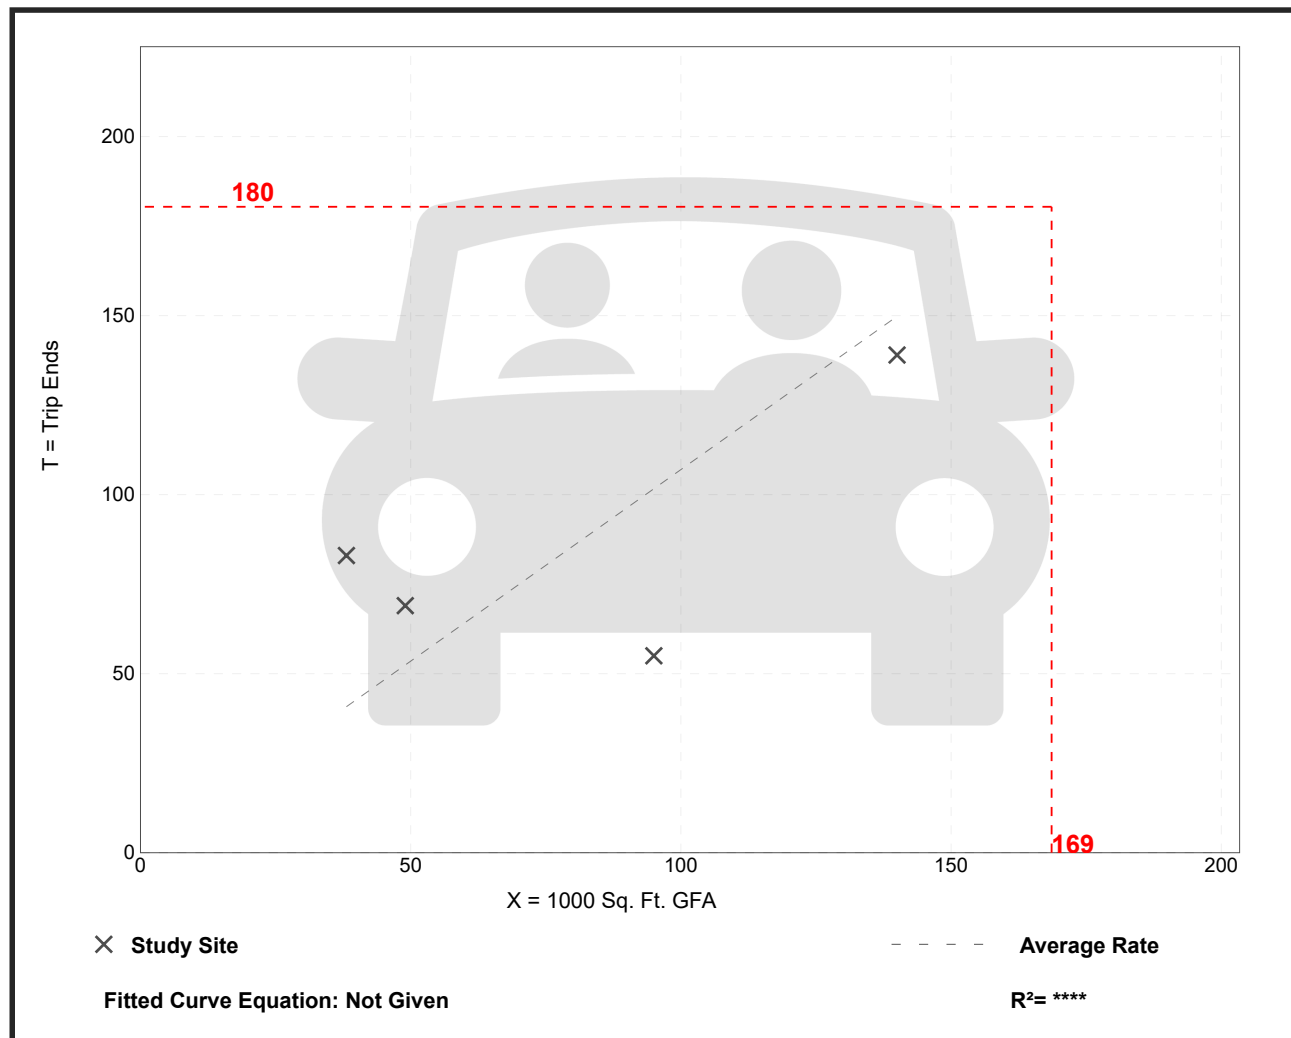 200
180
150
T = Trip Ends
100
50
0
169
0 50 100 150 200
X = 1000 Sq. Ft. GFA
Study Site
Average Rate
Fitted Curve Equation: Not Given
R²= ****